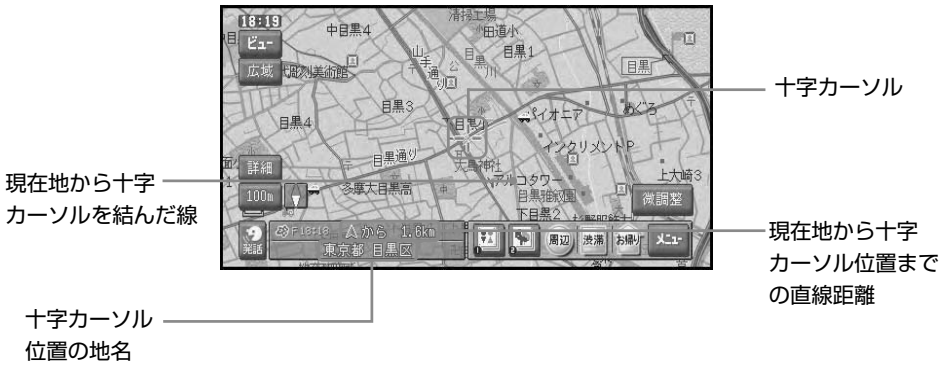 18:19
ビュー
広域
詳細
100m
発話
中目黒4
清掃工場
田道小
目黒1
山手通り
目黒川
目黒
目黒3
目黒4
下目黒小
パイオニア
めぐろ
インクリメントP
目黒通り
大鳥神社
アルコタワー
目黒雅叙園
多摩大目黒高
下目黒2
上大崎3
微調整
から 1.6km
東京都 目黒区
周辺
渋滞
お帰り
メニュー
十字カーソル
現在地から十字
カーソルを結んだ線
現在地から十字
カーソル位置まで
の直線距離
十字カーソル
位置の地名